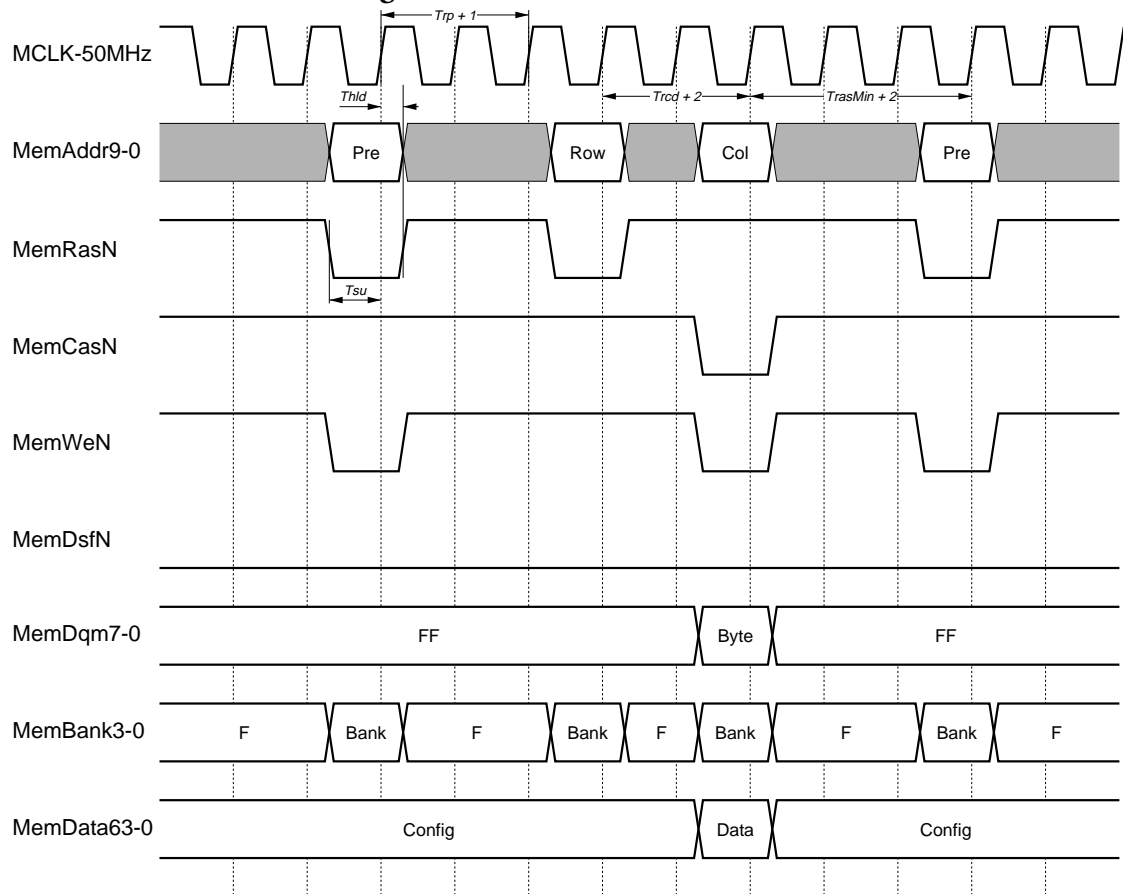 Trp + 1
MCLK-50MHz
Thld
Trcd + 2
TrasMin + 2
MemAddr9-0
Pre
Row
Col
Pre
MemRasN
Tsu
MemCasN
MemWeN
MemDsfN
MemDqm7-0
FF
Byte
FF
MemBank3-0
F
Bank
F
Bank
F
Bank
F
Bank
F
MemData63-0
Config
Data
Config